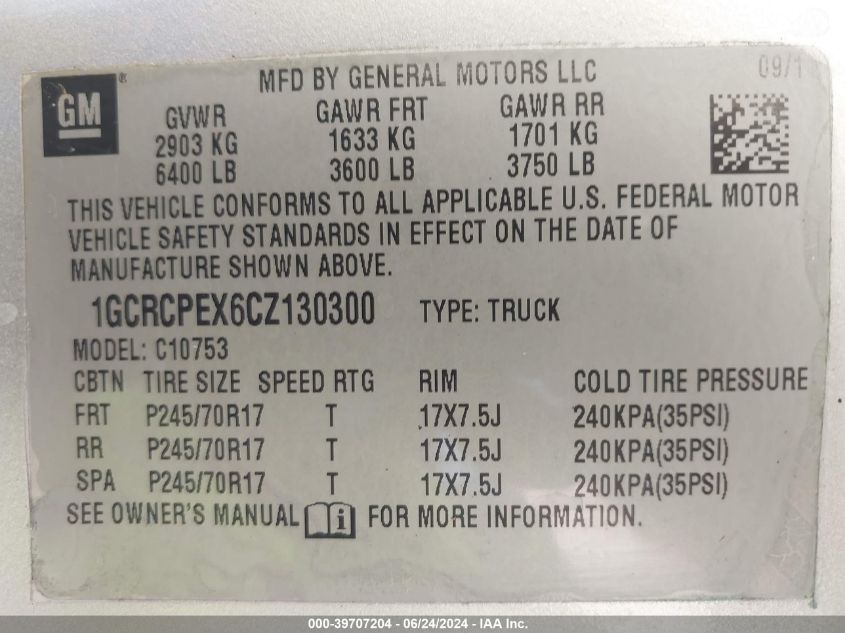 MFD BY GENERAL MOTORS LLC 09/1
GM ®
GVWR GAWR FRT GAWR RR
2903 KG 1633 KG 1701 KG
6400 LB 3600 LB 3750 LB
THIS VEHICLE CONFORMS TO ALL APPLICABLE U.S. FEDERAL MOTOR
VEHICLE SAFETY STANDARDS IN EFFECT ON THE DATE OF
MANUFACTURE SHOWN ABOVE.
1GCRCPEX6CZ130300 TYPE: TRUCK
MODEL: C10753
CBTN TIRE SIZE SPEED RTG RIM COLD TIRE PRESSURE
FRT P245/70R17 T 17X7.5J 240KPA(35PSI)
RR P245/70R17 T 17X7.5J 240KPA(35PSI)
SPA P245/70R17 T 17X7.5J 240KPA(35PSI)
SEE OWNER'S MANUAL i FOR MORE INFORMATION.
000-39707204 - 06/24/2024 - IAA Inc.